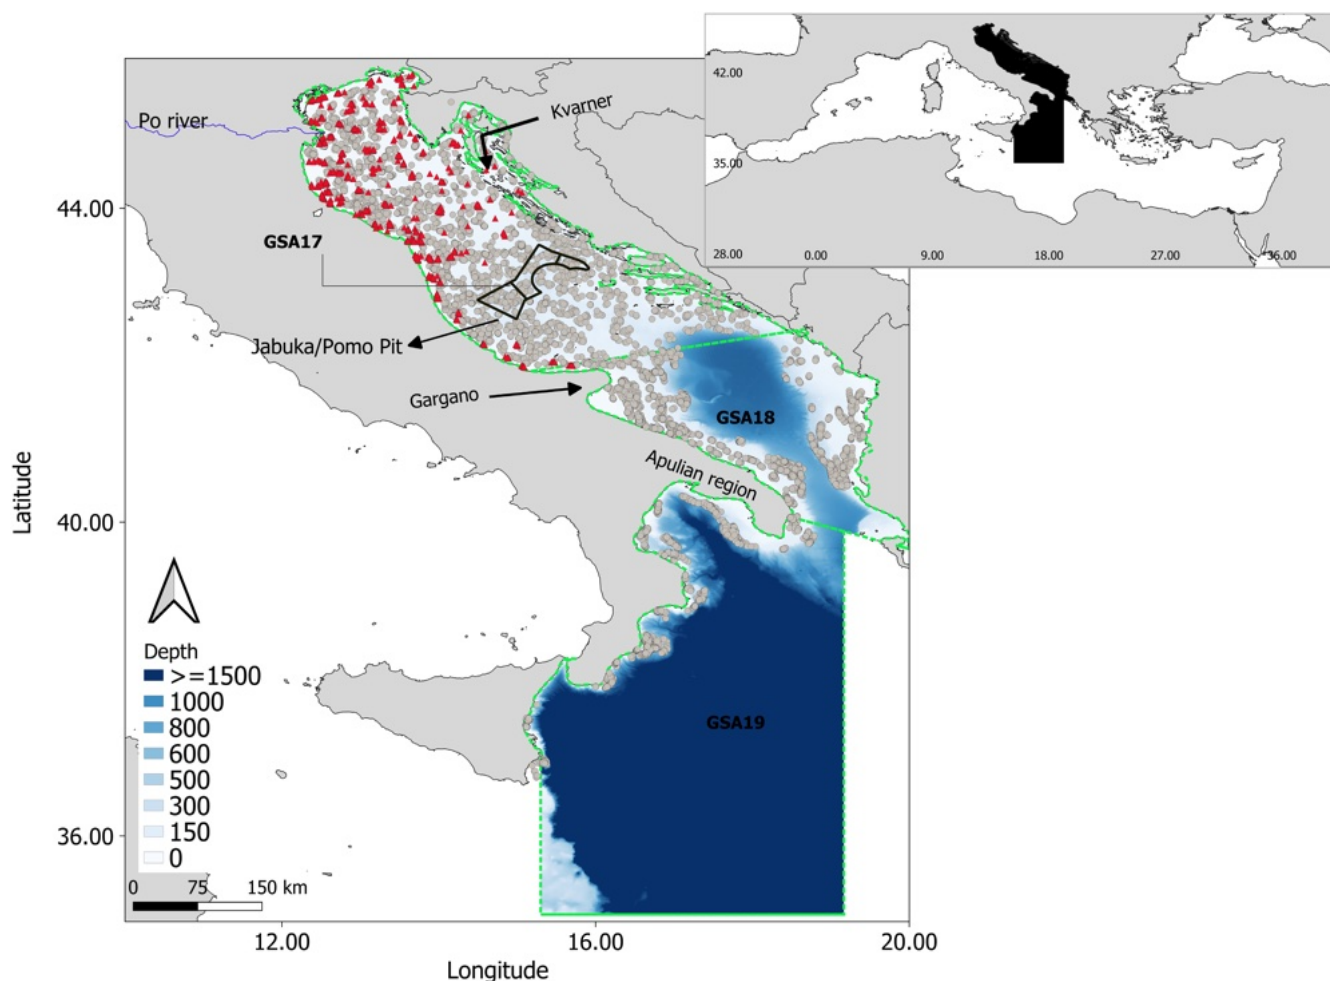 42.00
35.00
28.00
0.00
9.00
18.00
27.00
36.00
Po river
Kvarner
44.00
GSA17
Jabuka/Pomo Pit
Gargano
GSA18
Apulian region
Latitude
40.00
Depth
>=1500
1000
800
600
500
300
150
0
GSA19
36.00
0 75 150 km
12.00 16.00 20.00
Longitude